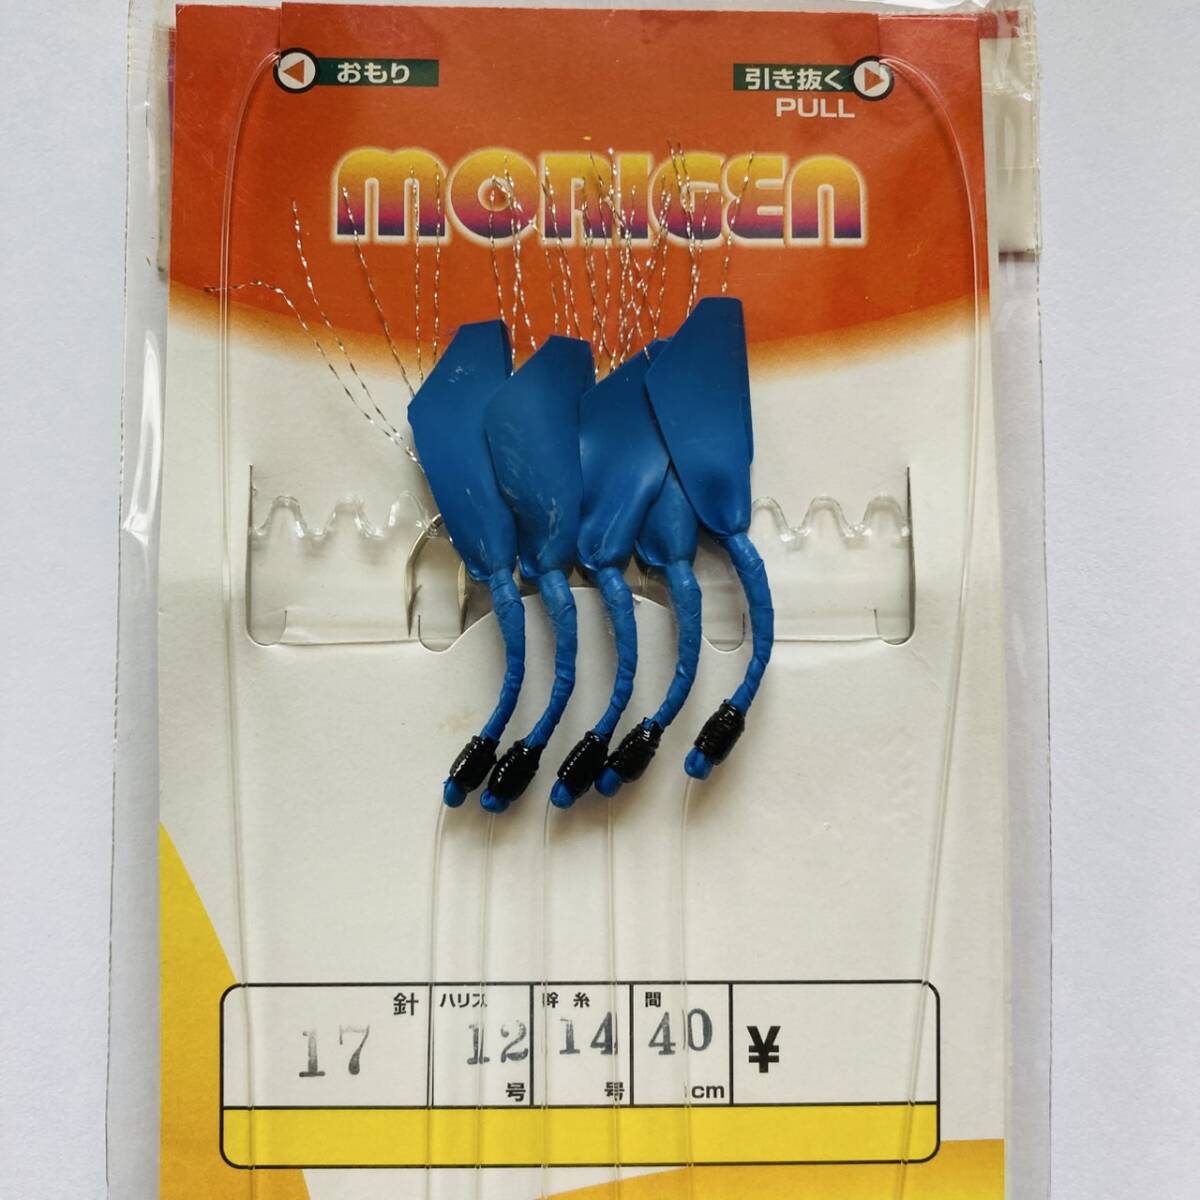 おもり
引き抜く
PULL
MORIGEN
針 ハリス 幹糸 間
17 12 14 40 ¥
号 号 cm